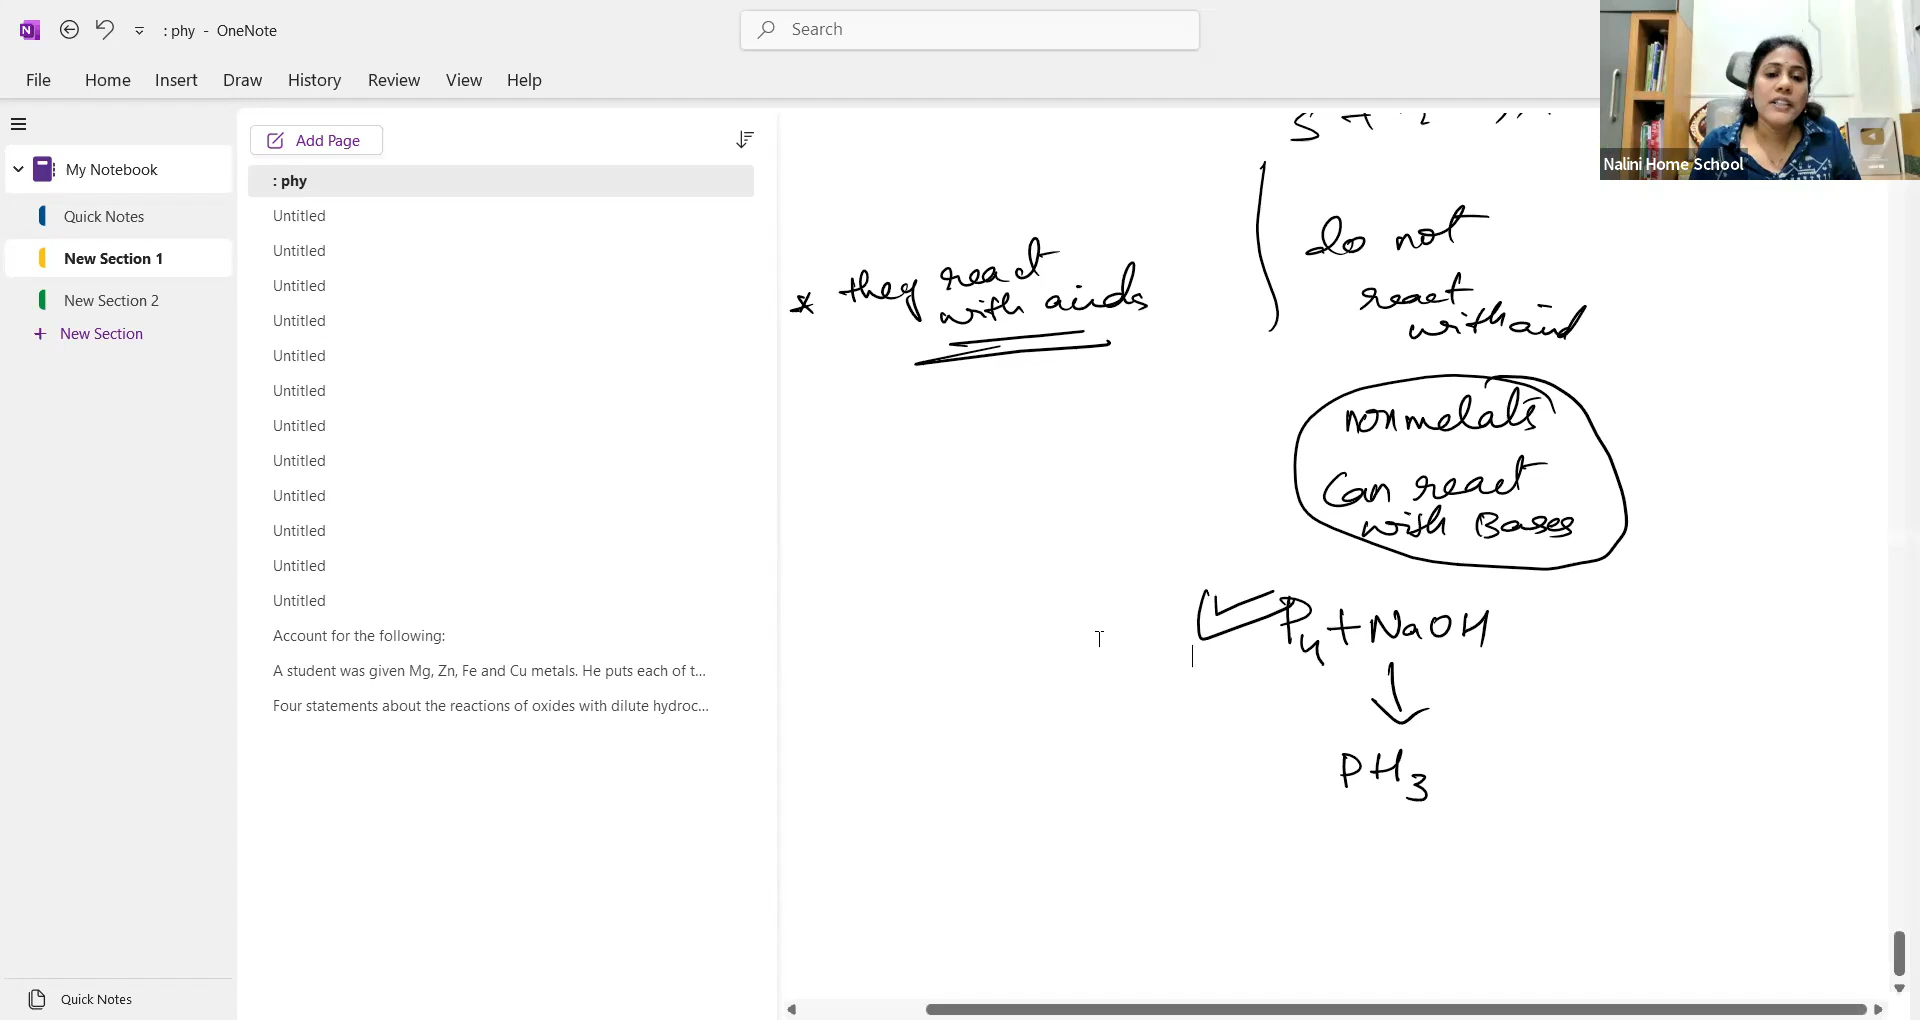 : phy - OneNote
Search
File Home Insert Draw History Review View Help
Add Page
My Notebook
Quick Notes
New Section 1
New Section 2
New Section
: phy
Untitled
Untitled
Untitled
Untitled
Untitled
Untitled
Untitled
Untitled
Untitled
Untitled
Untitled
Untitled
Account for the following:
A student was given Mg, Zn, Fe and Cu metals. He puts each of t...
Four statements about the reactions of oxides with dilute hydroc...
Quick Notes
* they react
with acids
do not
react
with acid
nonmetals
Can react
with Bases
P4 + NaOH
↓
PH3
Nalini Home School